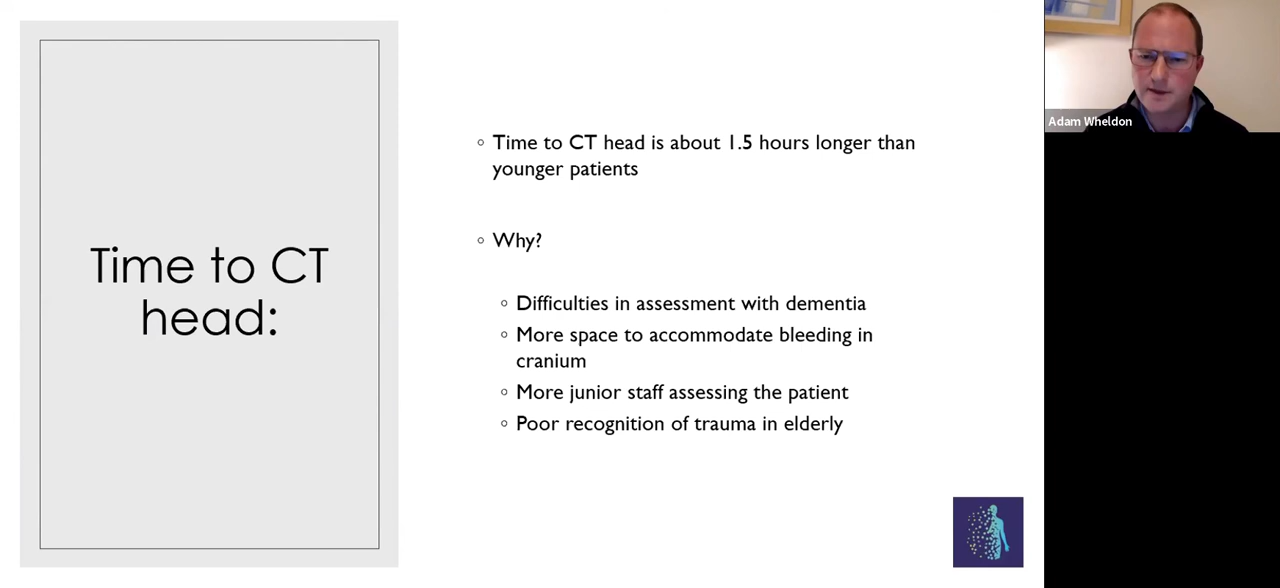 Time to CT
head:
◦ Time to CT head is about 1.5 hours longer than
younger patients
◦ Why?
◦ Difficulties in assessment with dementia
◦ More space to accommodate bleeding in
cranium
◦ More junior staff assessing the patient
◦ Poor recognition of trauma in elderly
Adam Wheldon